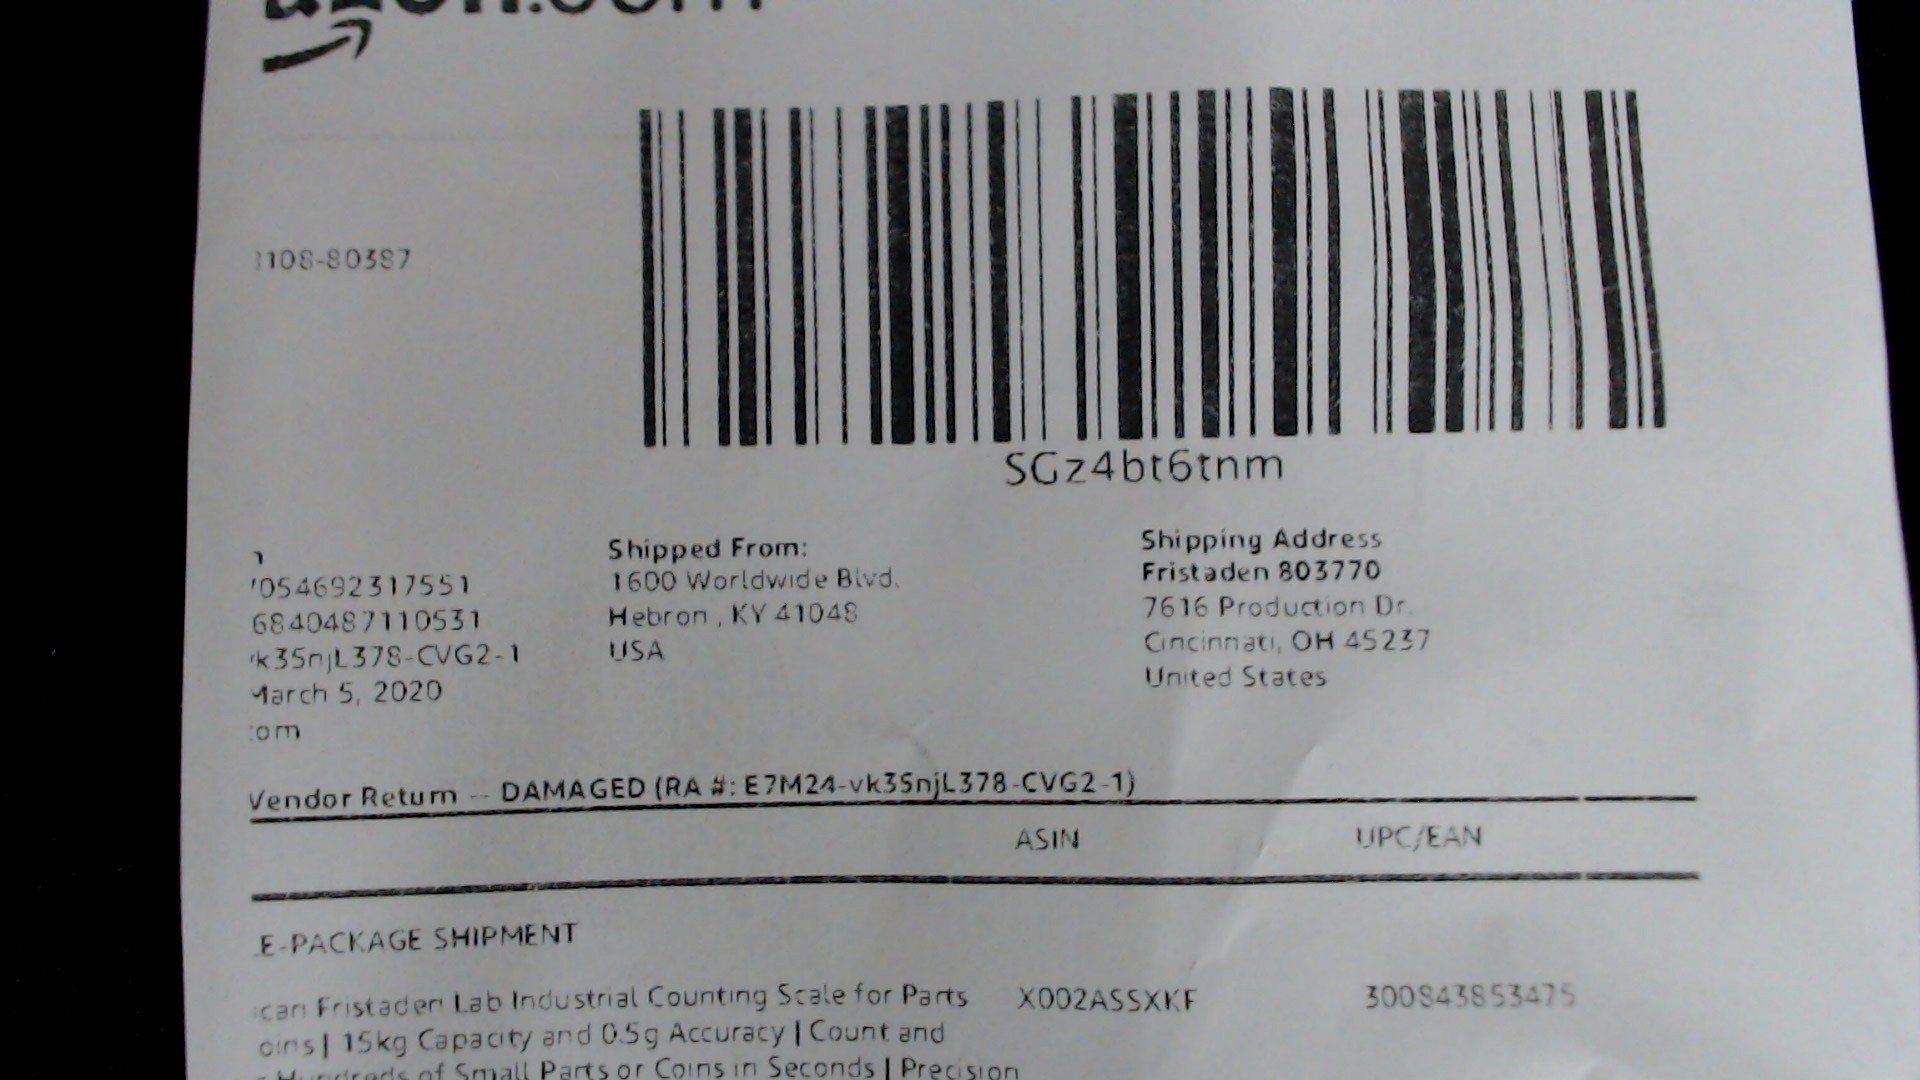 108-80387
SGz4bt6tnm
Shipped From:
1600 Worldwide Blvd.
Hebron , KY 41048
USA
Shipping Address
Fristaden 803770
7616 Production Dr.
Cincinnati, OH 45237
United States
054692317551
6840487110531
k3SnjL378-CVG2-1
March 5, 2020
om
Vendor Return -- DAMAGED (RA #: E7M24-vk3SnjL378-CVG2-1)
ASIN UPC/EAN
E-PACKAGE SHIPMENT
ican Fristaden Lab Industrial Counting Scale for Parts X002ASSXKF 300843853475
oins | 15kg Capacity and 0.5g Accuracy | Count and
Hundreds of Small Parts or Coins in Seconds | Precision